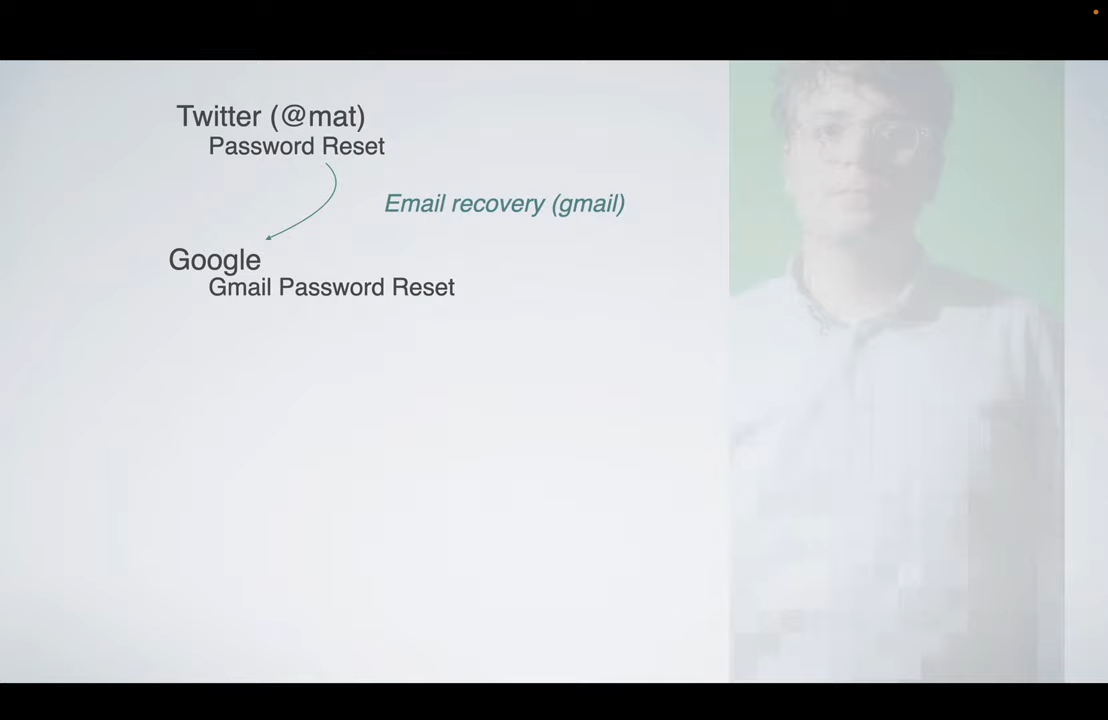 Twitter (@mat)
Password Reset
Email recovery (gmail)
Google
Gmail Password Reset